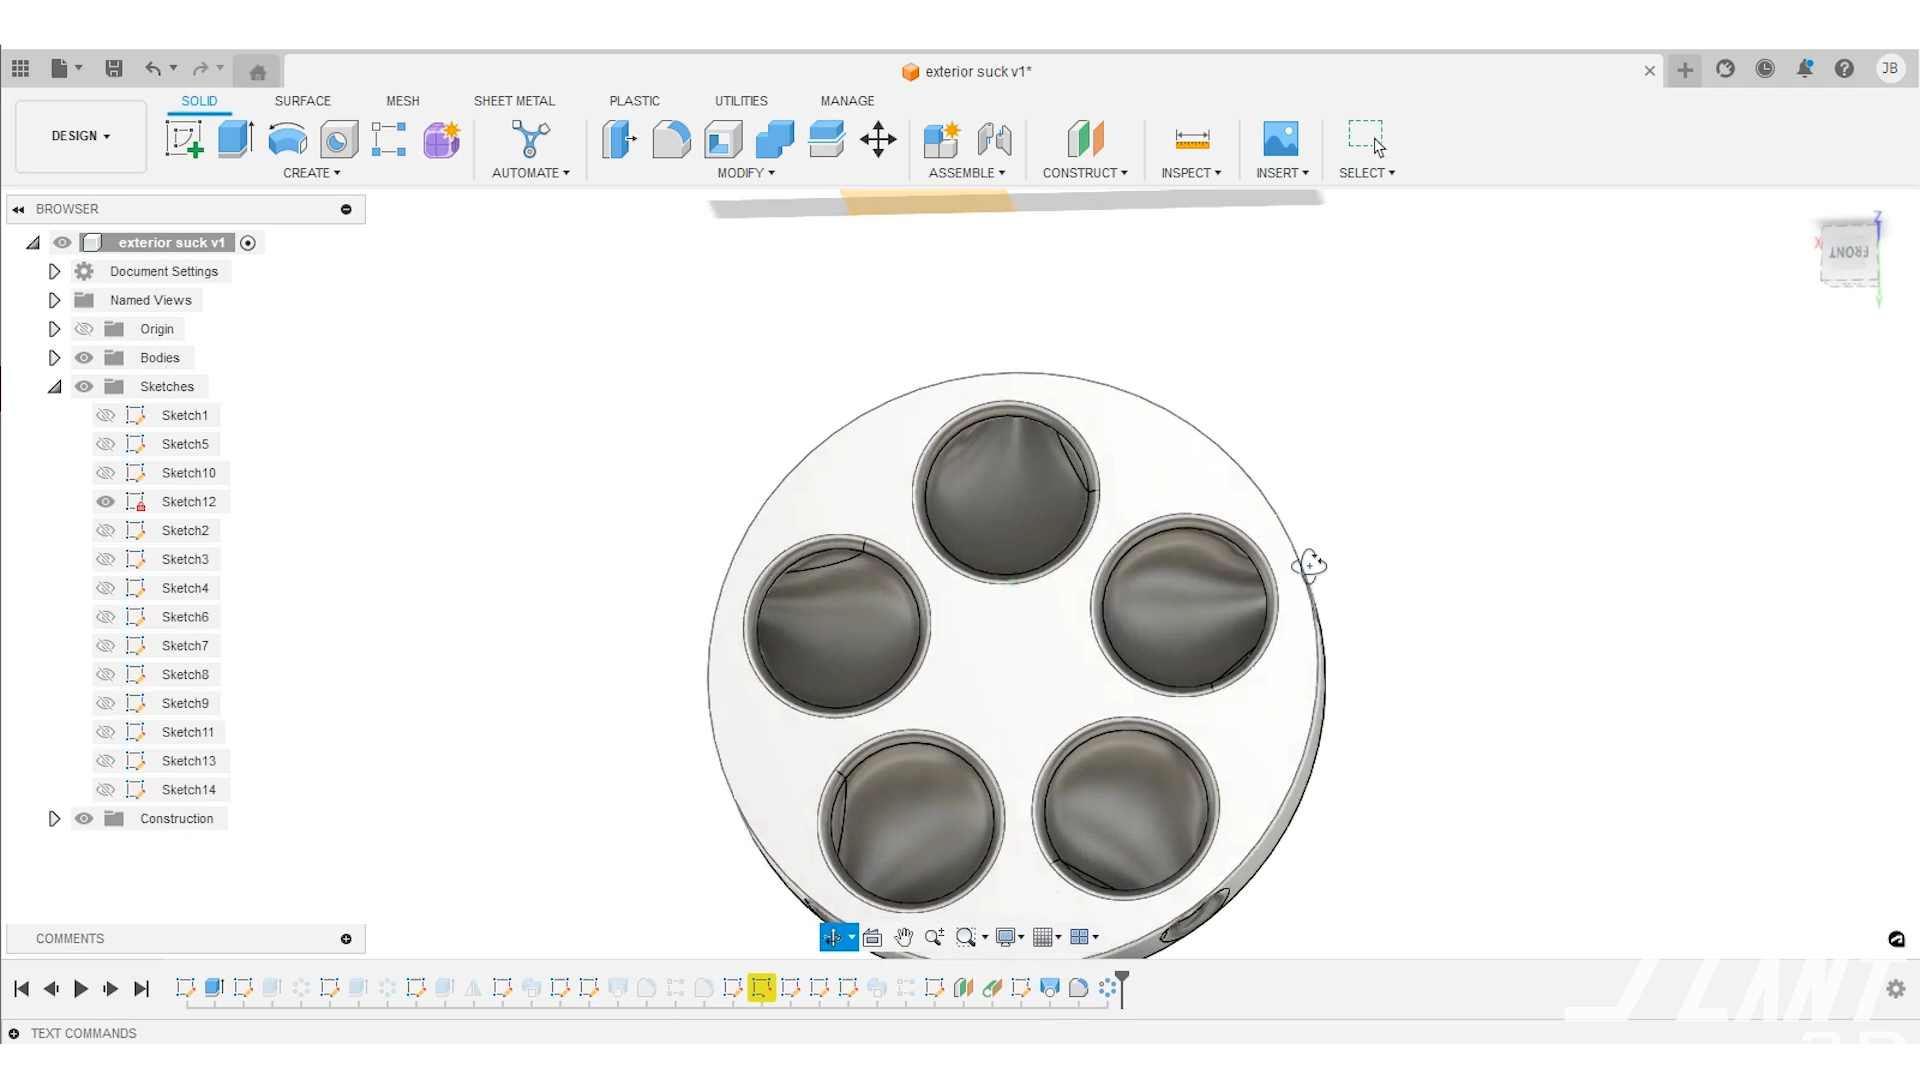 exterior suck v1*
JB
SOLID
SURFACE
MESH
SHEET METAL
PLASTIC
UTILITIES
MANAGE
DESIGN
CREATE
AUTOMATE
MODIFY
ASSEMBLE
CONSTRUCT
INSPECT
INSERT
SELECT
BROWSER
exterior suck v1
Document Settings
Named Views
Origin
Bodies
Sketches
Sketch1
Sketch5
Sketch10
Sketch12
Sketch2
Sketch3
Sketch4
Sketch6
Sketch7
Sketch8
Sketch9
Sketch11
Sketch13
Sketch14
Construction
Z
X
FRONT
COMMENTS
TEXT COMMANDS
SLANT
3D